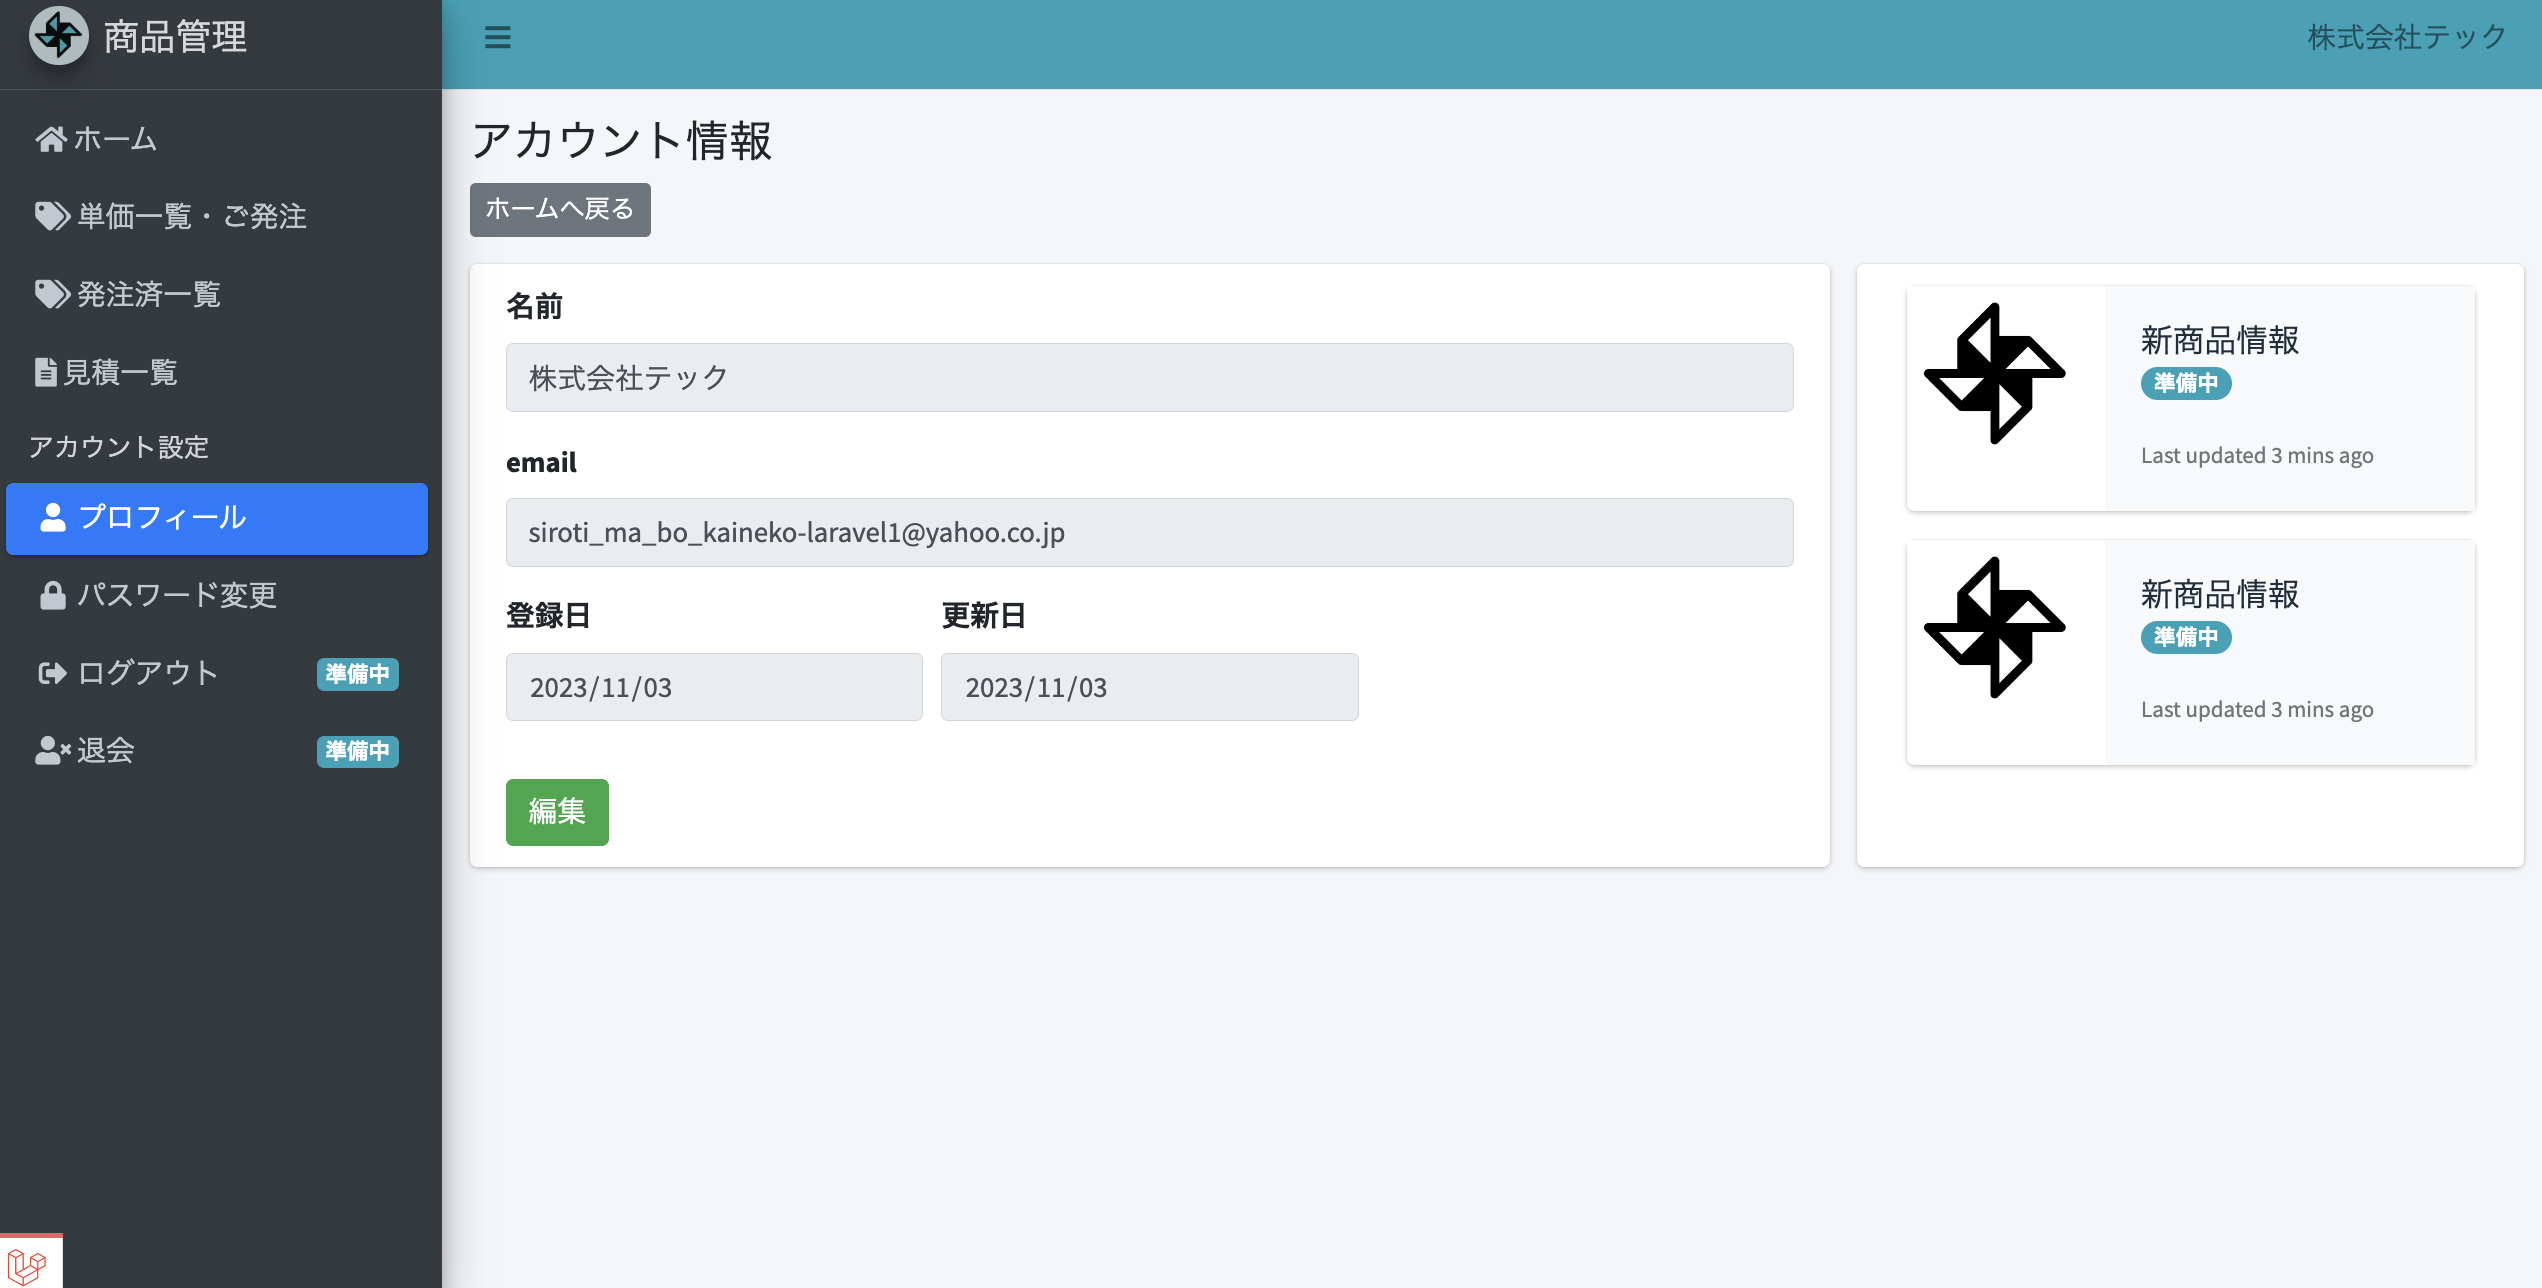 商品管理
株式会社テック
ホーム
単価一覧・ご発注
発注済一覧
見積一覧
アカウント設定
プロフィール
パスワード変更
ログアウト 準備中
退会 準備中
アカウント情報
ホームへ戻る
名前
株式会社テック
email
siroti_ma_bo_kaineko-laravel1@yahoo.co.jp
登録日 更新日
2023/11/03 2023/11/03
編集
新商品情報
準備中
Last updated 3 mins ago
新商品情報
準備中
Last updated 3 mins ago